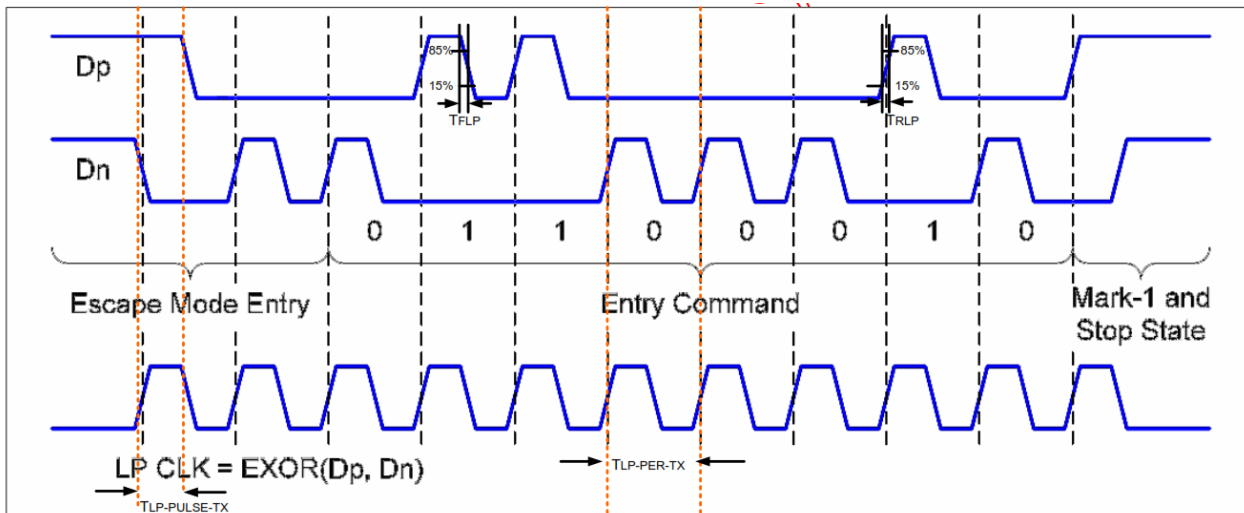 Dp
85%
15%
TFLP
85%
15%
TRLP
Dn
0 1 1 0 0 0 1 0
Escape Mode Entry
Entry Command
Mark-1 and
Stop State
LP CLK = EXOR(Dp, Dn)
TLP-PER-TX
TLP-PULSE-TX